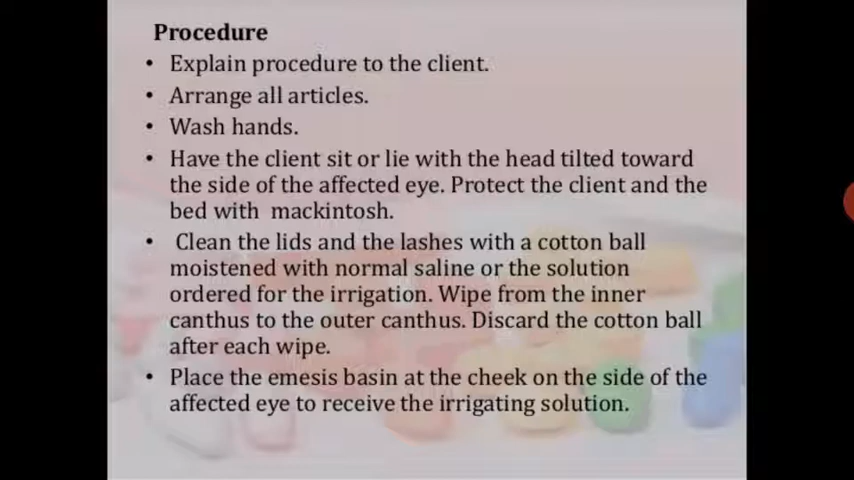 Procedure
• Explain procedure to the client.
• Arrange all articles.
• Wash hands.
• Have the client sit or lie with the head tilted toward
the side of the affected eye. Protect the client and the
bed with mackintosh.
• Clean the lids and the lashes with a cotton ball
moistened with normal saline or the solution
ordered for the irrigation. Wipe from the inner
canthus to the outer canthus. Discard the cotton ball
after each wipe.
• Place the emesis basin at the cheek on the side of the
affected eye to receive the irrigating solution.